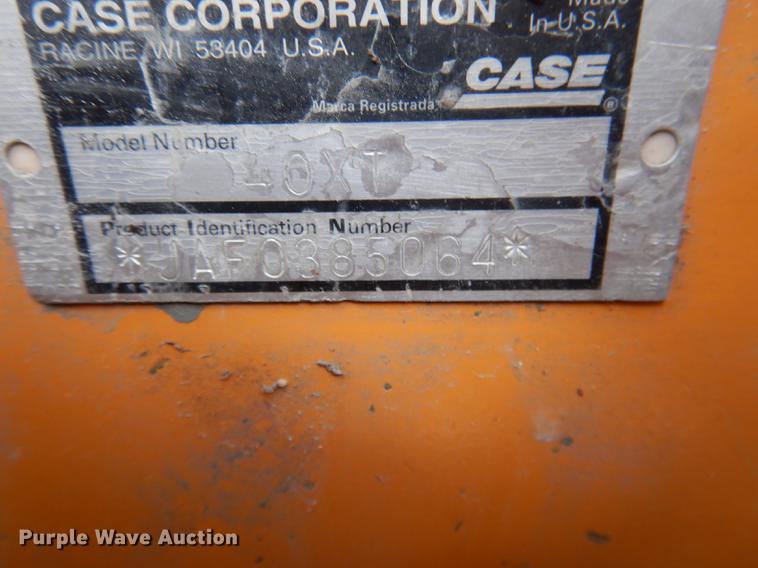 CASE CORPORATION
Made
RACINE, WI 53404 U.S.A.
In U.S.A.
CASE
Marca Registrada
®
Model Number
40XT
Product Identification Number
*JAF0385064*
Purple Wave Auction